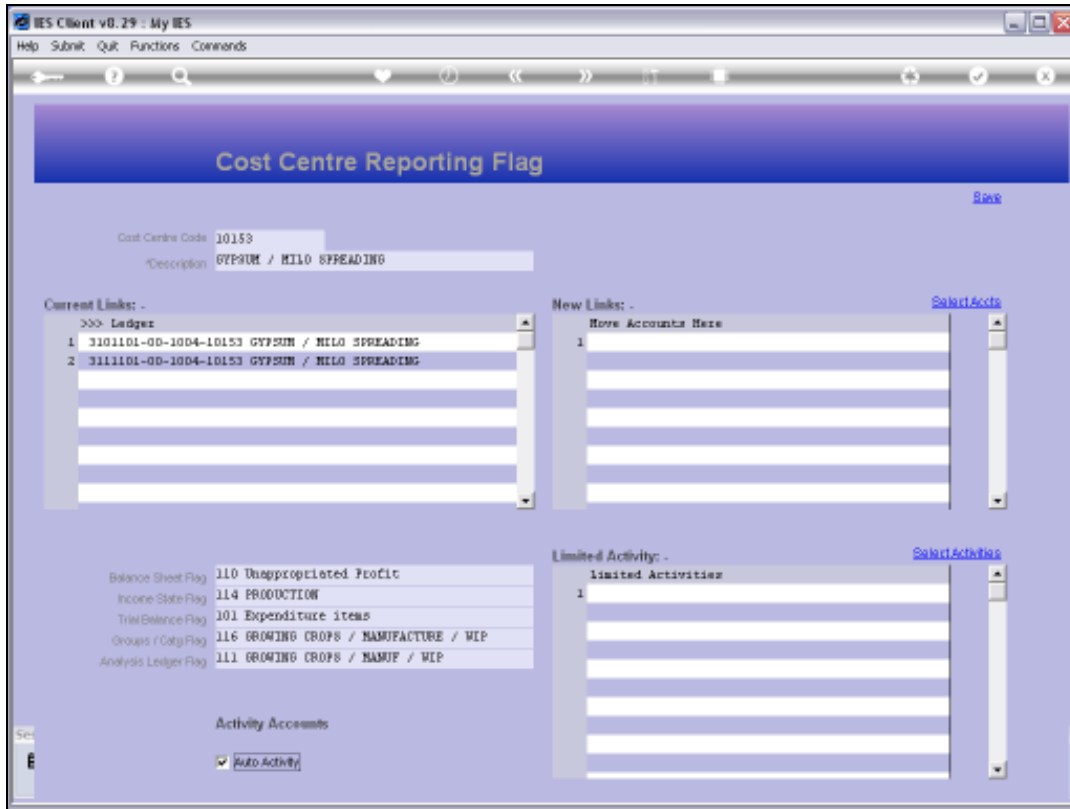 IES Client v8.29 : My IES
Help Submit Quit Functions Commands
Cost Centre Reporting Flag
Save
Cost Centre Code 10153
*Description GYPSUM / MILO SPREADING
Current Links: -
>>> Ledger
1 3101101-00-1004-10153 GYPSUM / MILO SPREADING
2 3111101-00-1004-10153 GYPSUM / MILO SPREADING
New Links: -
Select Accts
Move Accounts Here
1
Balance Sheet Flag 110 Unappropriated Profit
Income State Flag 114 PRODUCTION
Trial Balance Flag 101 Expenditure items
Groups / Catg Flag 116 GROWING CROPS / MANUFACTURE / WIP
Analysis Ledger Flag 111 GROWING CROPS / MANUF / WIP
Limited Activity: -
Select Activities
Limited Activities
1
Activity Accounts
Auto Activity